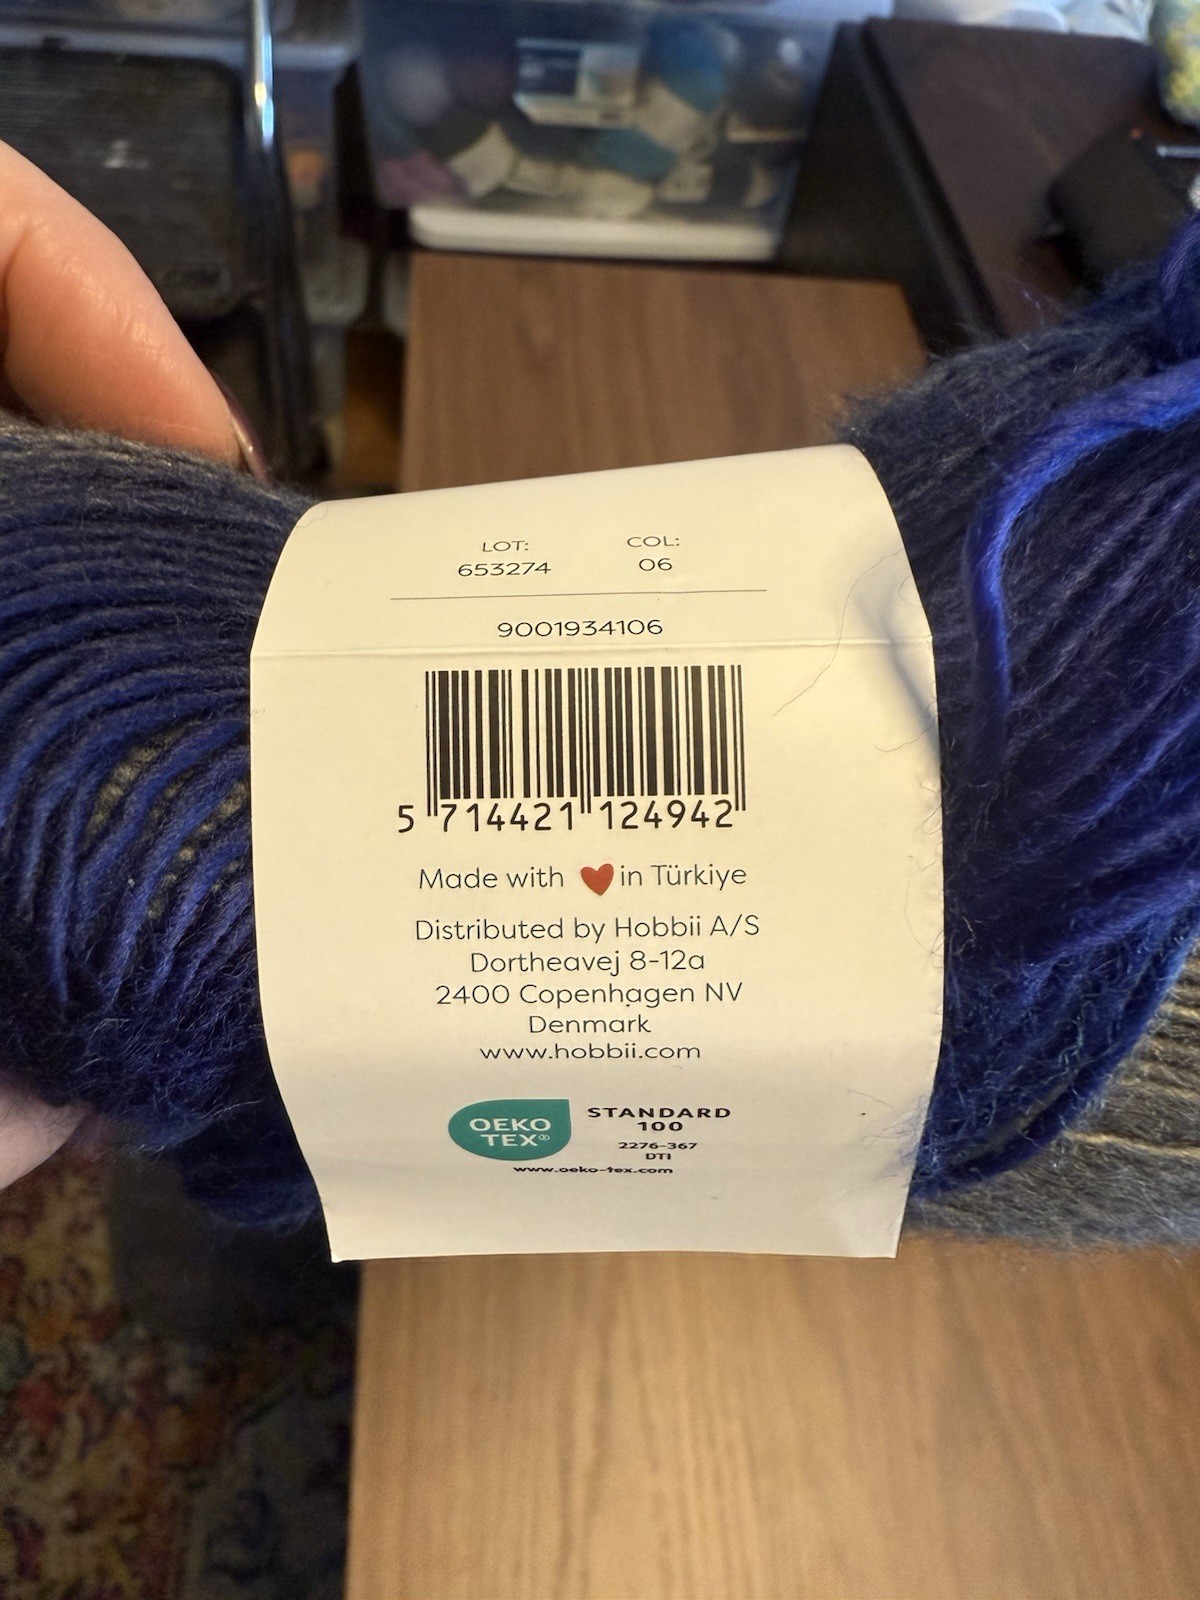 LOT: COL:
653274 06
9001934106
5 714421 124942
Made with ❤ in Türkiye
Distributed by Hobbii A/S
Dortheavej 8-12a
2400 Copenhagen NV
Denmark
www.hobbii.com
OEKO
TEX®
STANDARD
100
2276-367
DTI
www.oeko-tex.com